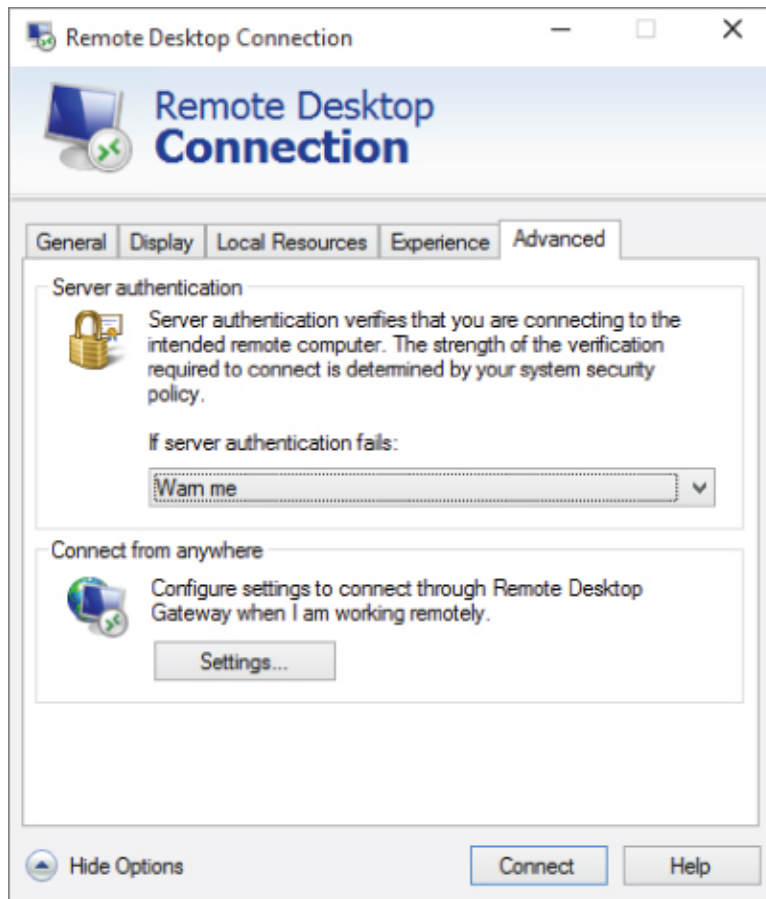 Remote Desktop Connection
Remote Desktop
Connection
General Display Local Resources Experience Advanced
Server authentication
Server authentication verifies that you are connecting to the
intended remote computer. The strength of the verification
required to connect is determined by your system security
policy.
If server authentication fails:
Warn me
Connect from anywhere
Configure settings to connect through Remote Desktop
Gateway when I am working remotely.
Settings...
Hide Options Connect Help